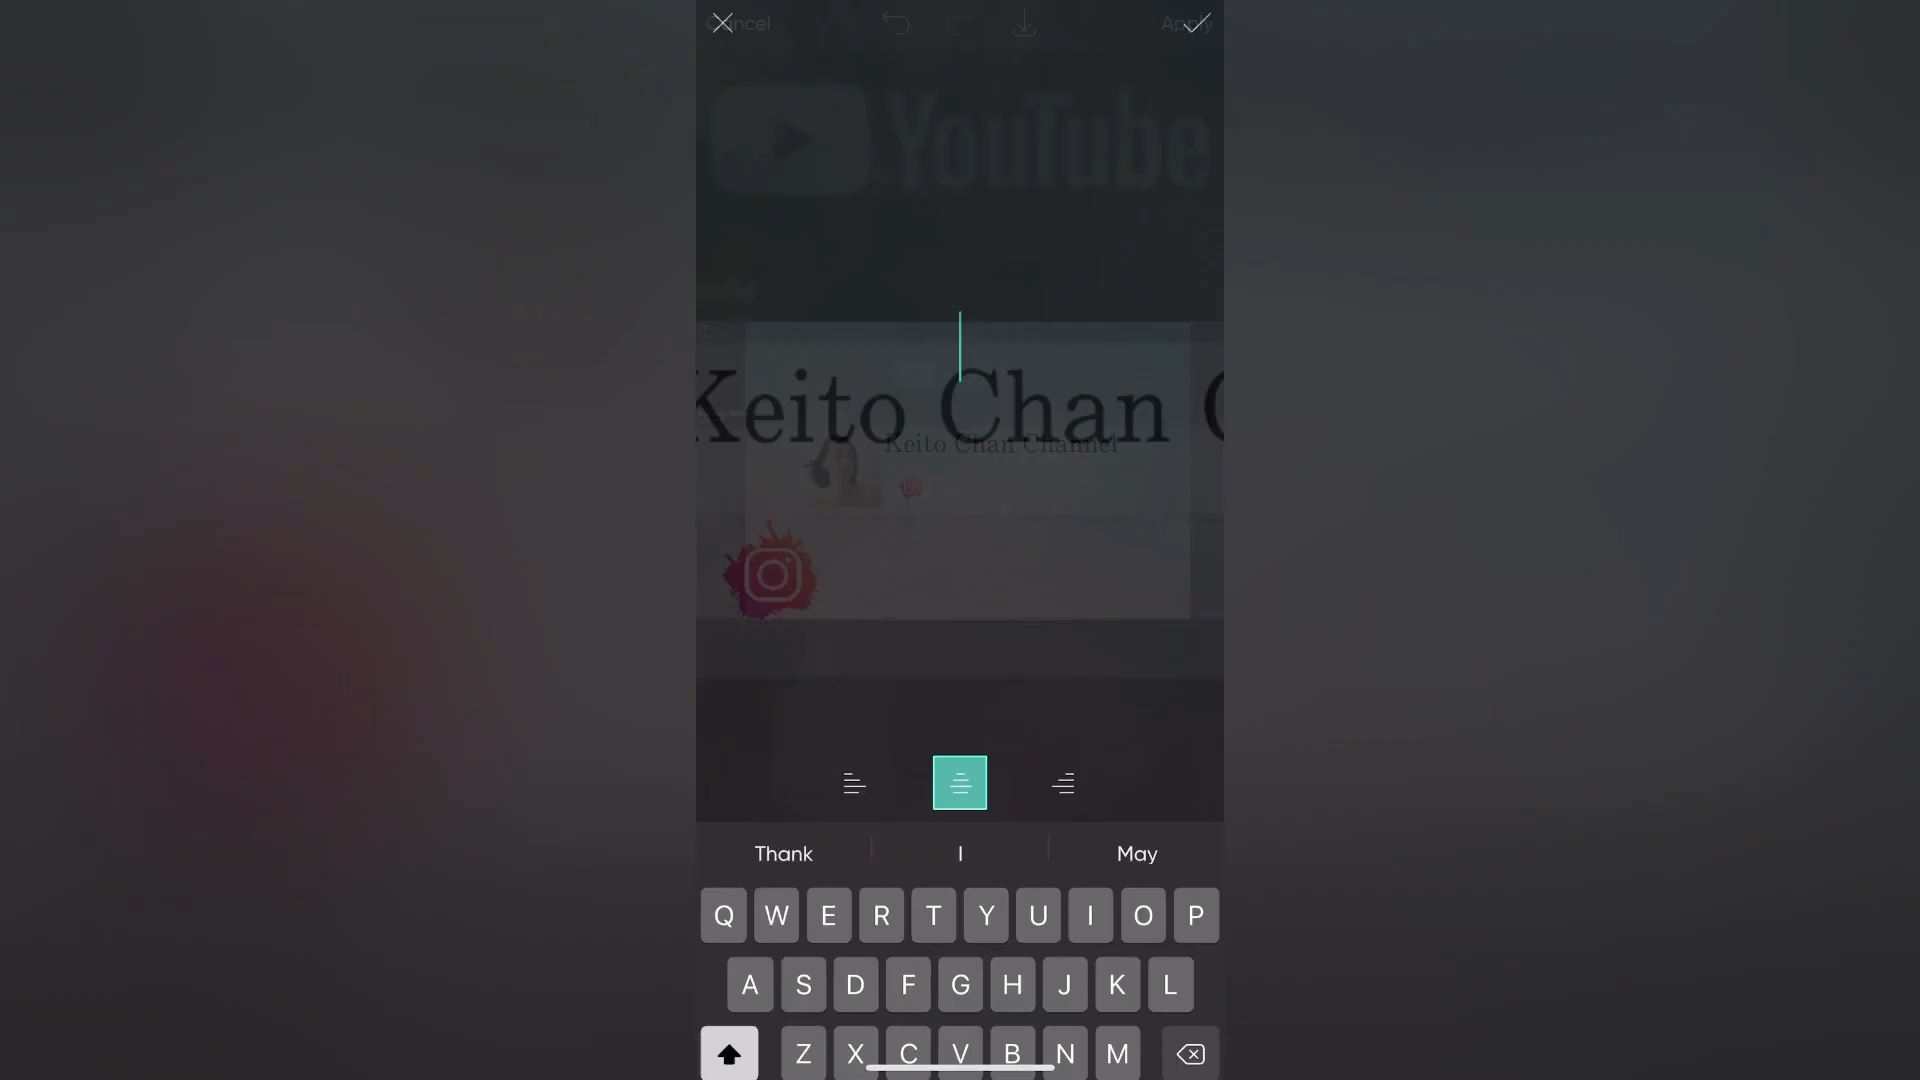 Cancel
Apply
YouTube
Keito Chan C
Keito Chan Channel
Thank
I
May
Q W E R T Y U I O P
A S D F G H J K L
Z X C V B N M